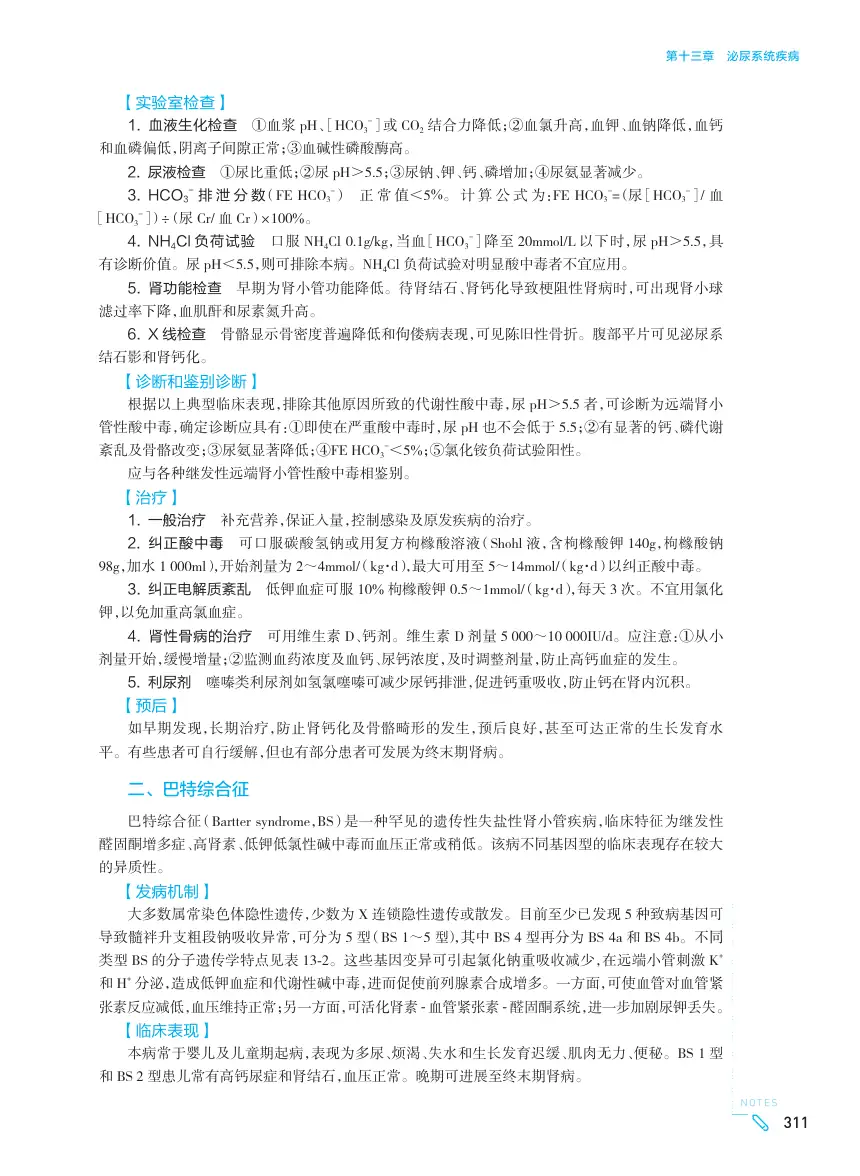 第十三章　泌尿系统疾病
【实验室检查】
1. 血液生化检查　①血浆 pH、[HCO₃⁻]或 CO₂ 结合力降低;②血氯升高,血钾、血钠降低,血钙
和血磷偏低,阴离子间隙正常;③血碱性磷酸酶高。
2. 尿液检查　①尿比重低;②尿 pH＞5.5;③尿钠、钾、钙、磷增加;④尿氨显著减少。
3. HCO₃⁻ 排泄分数(FE HCO₃⁻)　正常值＜5%。计算公式为:FE HCO₃⁻=(尿[HCO₃⁻]/ 血
[HCO₃⁻])÷(尿 Cr/ 血 Cr)×100%。
4. NH₄Cl 负荷试验　口服 NH₄Cl 0.1g/kg,当血[HCO₃⁻]降至 20mmol/L 以下时,尿 pH＞5.5,具
有诊断价值。尿 pH＜5.5,则可排除本病。NH₄Cl 负荷试验对明显酸中毒者不宜应用。
5. 肾功能检查　早期为肾小管功能降低。待肾结石、肾钙化导致梗阻性肾病时,可出现肾小球
滤过率下降,血肌酐和尿素氮升高。
6. X 线检查　骨骼显示骨密度普遍降低和佝偻病表现,可见陈旧性骨折。腹部平片可见泌尿系
结石影和肾钙化。
【诊断和鉴别诊断】
根据以上典型临床表现,排除其他原因所致的代谢性酸中毒,尿 pH＞5.5 者,可诊断为远端肾小
管性酸中毒,确定诊断应具有:①即使在严重酸中毒时,尿 pH 也不会低于 5.5;②有显著的钙、磷代谢
紊乱及骨骼改变;③尿氨显著降低;④FE HCO₃⁻＜5%;⑤氯化铵负荷试验阳性。
应与各种继发性远端肾小管性酸中毒相鉴别。
【治疗】
1. 一般治疗　补充营养,保证入量,控制感染及原发疾病的治疗。
2. 纠正酸中毒　可口服碳酸氢钠或用复方枸橼酸溶液(Shohl 液,含枸橼酸钾 140g,枸橼酸钠
98g,加水 1 000ml),开始剂量为 2～4mmol/(kg·d),最大可用至 5～14mmol/(kg·d)以纠正酸中毒。
3. 纠正电解质紊乱　低钾血症可服 10% 枸橼酸钾 0.5～1mmol/(kg·d),每天 3 次。不宜用氯化
钾,以免加重高氯血症。
4. 肾性骨病的治疗　可用维生素 D、钙剂。维生素 D 剂量 5 000～10 000IU/d。应注意:①从小
剂量开始,缓慢增量;②监测血药浓度及血钙、尿钙浓度,及时调整剂量,防止高钙血症的发生。
5. 利尿剂　噻嗪类利尿剂如氢氯噻嗪可减少尿钙排泄,促进钙重吸收,防止钙在肾内沉积。
【预后】
如早期发现,长期治疗,防止肾钙化及骨骼畸形的发生,预后良好,甚至可达正常的生长发育水
平。有些患者可自行缓解,但也有部分患者可发展为终末期肾病。
二、巴特综合征
巴特综合征(Bartter syndrome,BS)是一种罕见的遗传性失盐性肾小管疾病,临床特征为继发性
醛固酮增多症、高肾素、低钾低氯性碱中毒而血压正常或稍低。该病不同基因型的临床表现存在较大
的异质性。
【发病机制】
大多数属常染色体隐性遗传,少数为 X 连锁隐性遗传或散发。目前至少已发现 5 种致病基因可
导致髓袢升支粗段钠吸收异常,可分为 5 型(BS 1～5 型),其中 BS 4 型再分为 BS 4a 和 BS 4b。不同
类型 BS 的分子遗传学特点见表 13-2。这些基因变异可引起氯化钠重吸收减少,在远端小管刺激 K⁺
和 H⁺ 分泌,造成低钾血症和代谢性碱中毒,进而促使前列腺素合成增多。一方面,可使血管对血管紧
张素反应减低,血压维持正常;另一方面,可活化肾素 - 血管紧张素 - 醛固酮系统,进一步加剧尿钾丢失。
【临床表现】
本病常于婴儿及儿童期起病,表现为多尿、烦渴、失水和生长发育迟缓、肌肉无力、便秘。BS 1 型
和 BS 2 型患儿常有高钙尿症和肾结石,血压正常。晚期可进展至终末期肾病。
NOTES
311